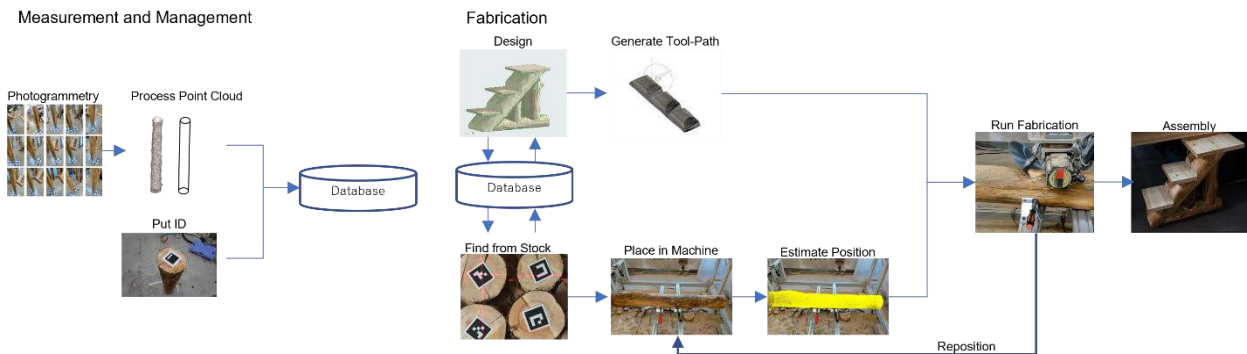 Measurement and Management
Fabrication
Design
Generate Tool-Path
Photogrammetry
Process Point Cloud
Run Fabrication
Assembly
Database
Database
Put ID
Find from Stock
Place in Machine
Estimate Position
Reposition